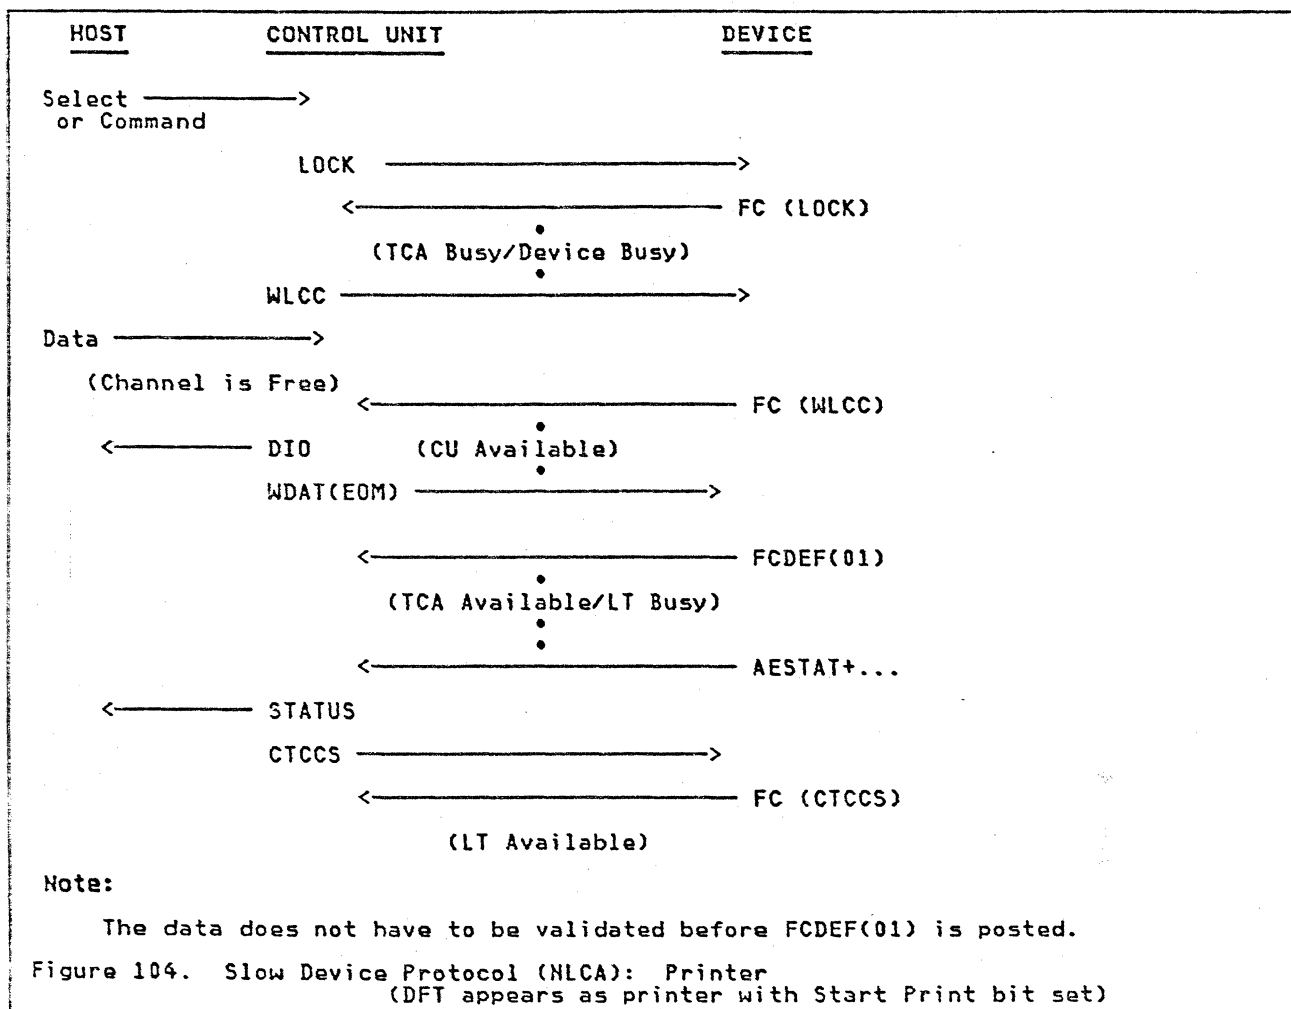 HOST CONTROL UNIT DEVICE
Select
or Command
LOCK
FC (LOCK)
(TCA Busy/Device Busy)
WLCC
Data
(Channel is Free)
FC (WLCC)
DIO (CU Available)
WDAT(EOM)
FCDEF(01)
(TCA Available/LT Busy)
AESTAT+...
STATUS
CTCCS
FC (CTCCS)
(LT Available)
Note:
The data does not have to be validated before FCDEF(01) is posted.
Figure 104. Slow Device Protocol (NLCA): Printer
(DFT appears as printer with Start Print bit set)